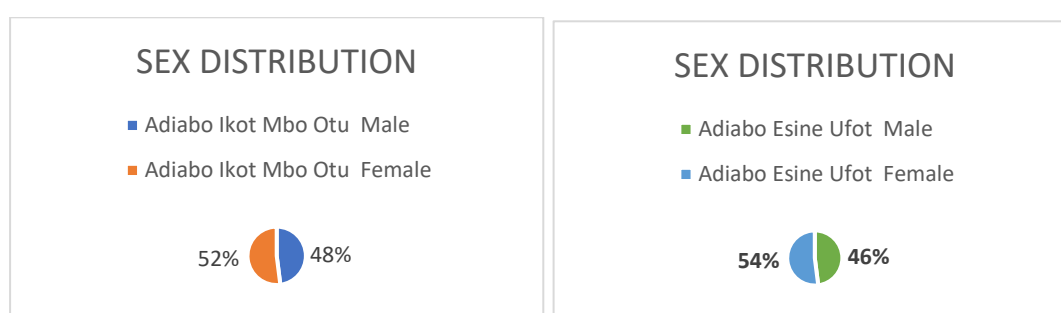 SEX DISTRIBUTION
Adiabo Ikot Mbo Otu  Male
Adiabo Ikot Mbo Otu  Female
52%
48%
SEX DISTRIBUTION
Adiabo Esine Ufot  Male
Adiabo Esine Ufot  Female
54%
46%